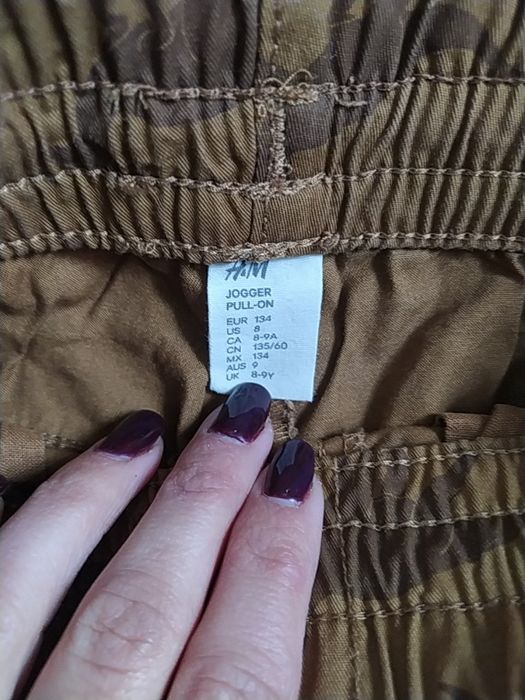 H&M
JOGGER
PULL-ON
EUR 134
US 8
CA 8-9A
CN 135/60
MX 134
AUS 9
UK 8-9Y